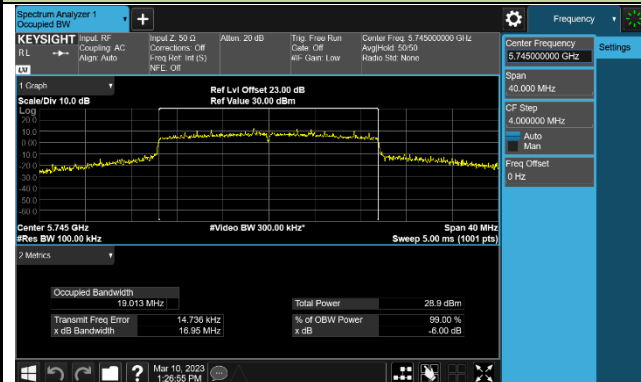 Spectrum Analyzer 1
Occupied BW
Frequency
KEYSIGHT
RL
LXI
Input: RF
Coupling: AC
Align: Auto
Input Z: 50 Ω
Corrections: Off
Freq Ref: Int (S)
NFE: Off
Atten: 20 dB
Trig: Free Run
Gate: Off
#IF Gain: Low
Center Freq: 5.745000000 GHz
Avg|Hold: 50/50
Radio Std: None
Center Frequency
5.745000000 GHz
Settings
Span
40.000 MHz
CF Step
4.000000 MHz
Auto
Man
Freq Offset
0 Hz
1 Graph
Scale/Div 10.0 dB
Ref Lvl Offset 23.00 dB
Ref Value 30.00 dBm
Log
20.0
10.0
0.00
-10.0
-20.0
-30.0
-40.0
-50.0
-60.0
Center 5.745 GHz
#Video BW 300.00 kHz*
Span 40 MHz
#Res BW 100.00 kHz
Sweep 5.00 ms (1001 pts)
2 Metrics
Occupied Bandwidth
19.013 MHz
Total Power 28.9 dBm
Transmit Freq Error 14.736 kHz
% of OBW Power 99.00 %
x dB Bandwidth 16.95 MHz
x dB -6.00 dB
?
Mar 10, 2023
1:26:55 PM